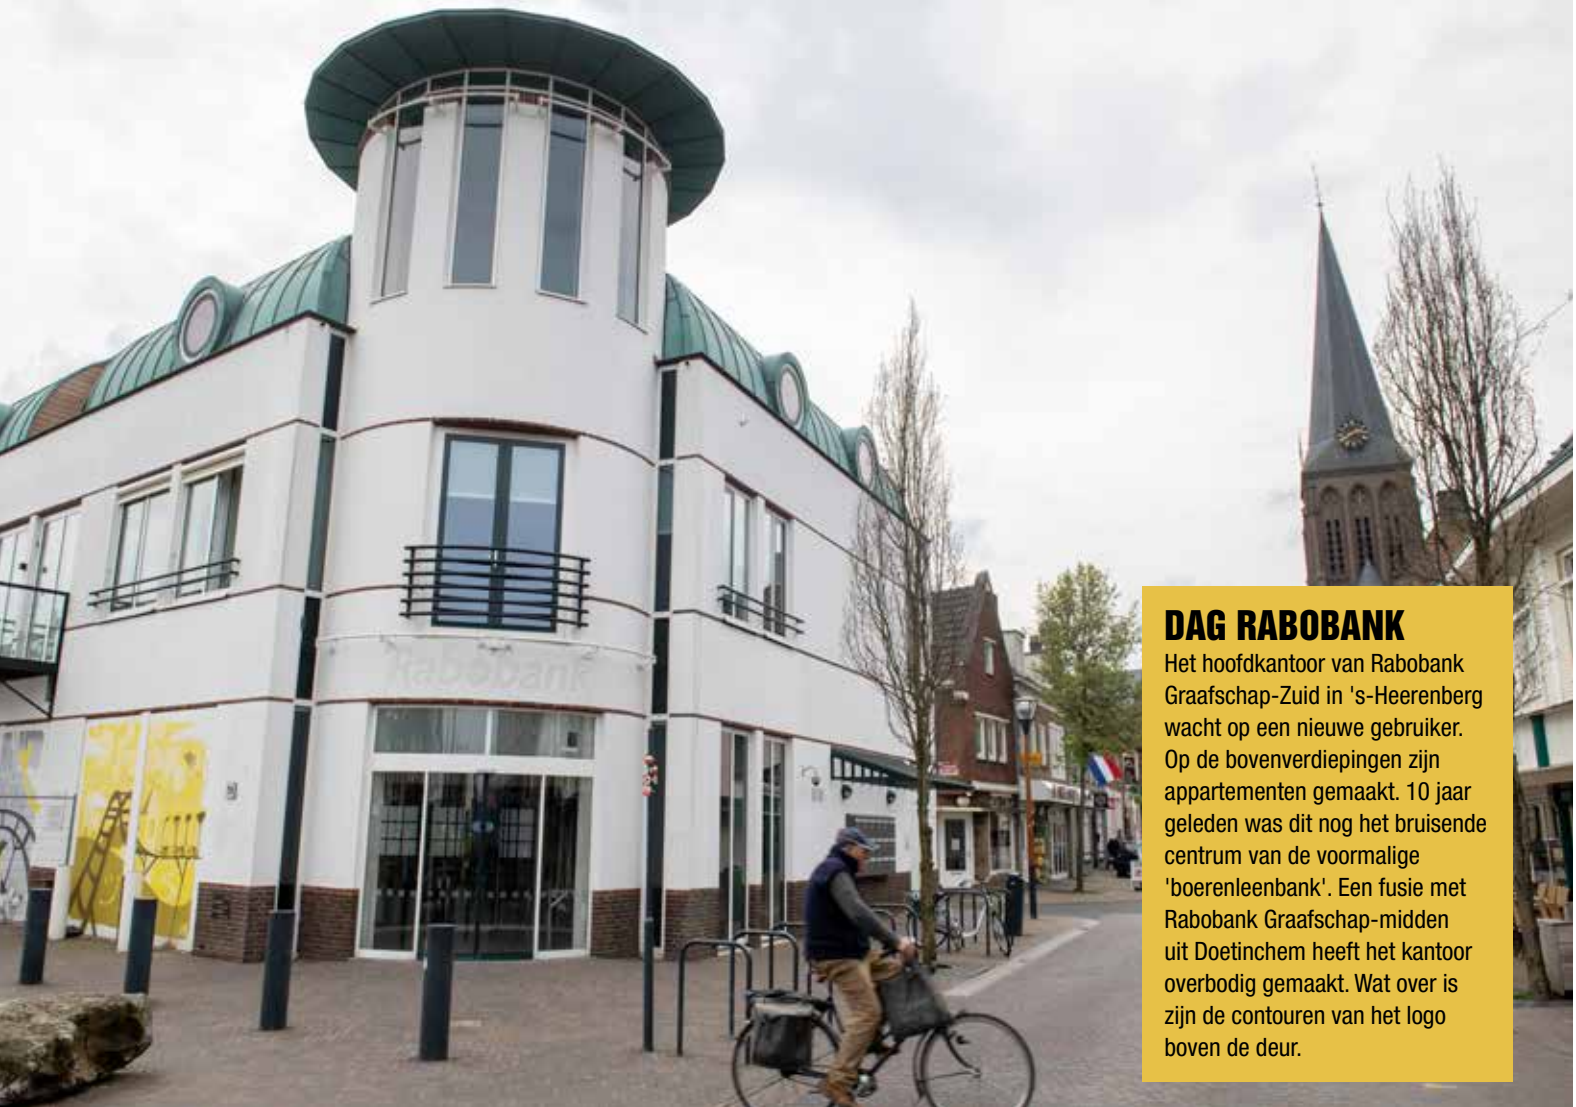 Rabobank
DAG RABOBANK
Het hoofdkantoor van Rabobank
Graafschap-Zuid in 's-Heerenberg
wacht op een nieuwe gebruiker.
Op de bovenverdiepingen zijn
appartementen gemaakt. 10 jaar
geleden was dit nog het bruisende
centrum van de voormalige
'boerenleenbank'. Een fusie met
Rabobank Graafschap-midden
uit Doetinchem heeft het kantoor
overbodig gemaakt. Wat over is
zijn de contouren van het logo
boven de deur.